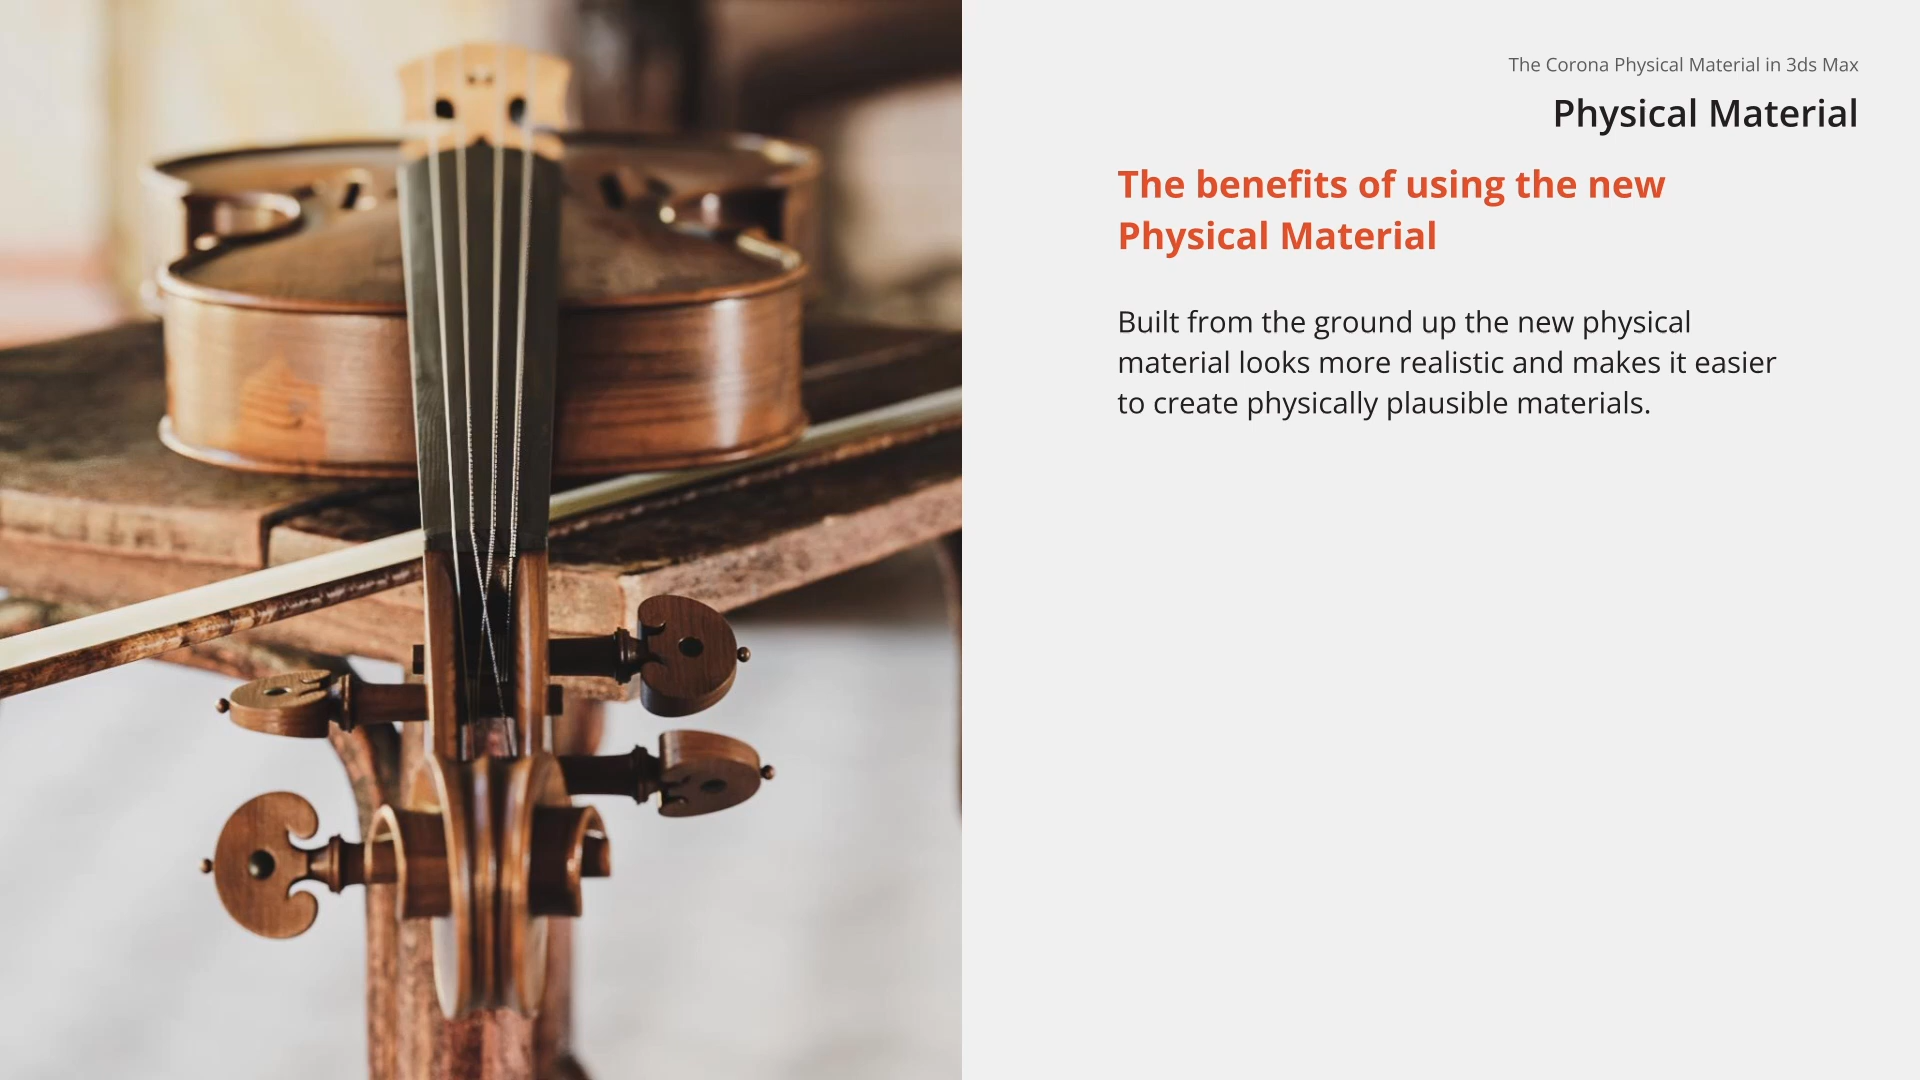 The Corona Physical Material in 3ds Max
Physical Material
The benefits of using the new
Physical Material
Built from the ground up the new physical
material looks more realistic and makes it easier
to create physically plausible materials.